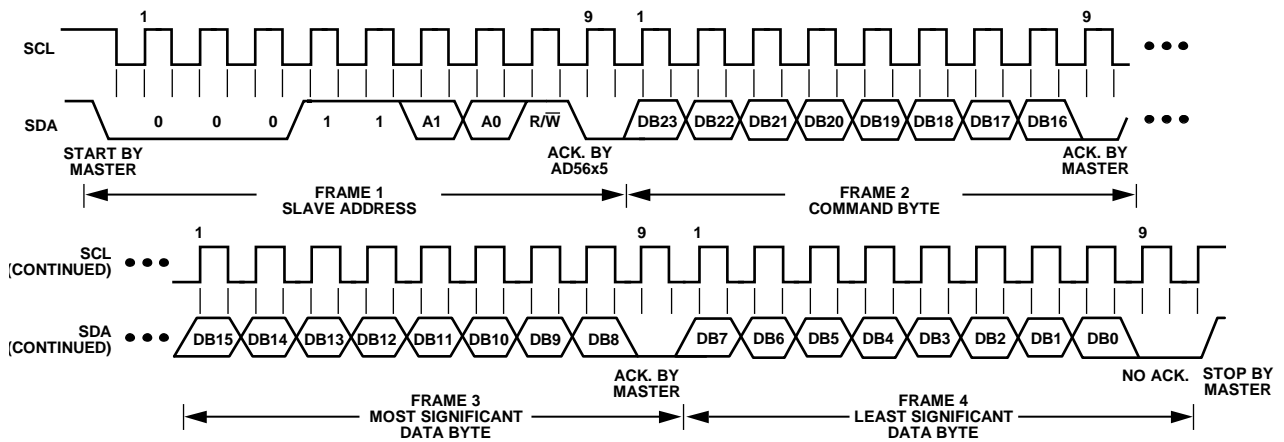 1 9 1 9
SCL
SDA 0 0 0 1 1 A1 A0 R/W̅ DB23 DB22 DB21 DB20 DB19 DB18 DB17 DB16
START BY
MASTER
ACK. BY
AD56x5
ACK. BY
MASTER
FRAME 1
SLAVE ADDRESS
FRAME 2
COMMAND BYTE
1 9 1 9
SCL
(CONTINUED)
SDA
(CONTINUED)
DB15 DB14 DB13 DB12 DB11 DB10 DB9 DB8 DB7 DB6 DB5 DB4 DB3 DB2 DB1 DB0
ACK. BY
MASTER
NO ACK.
STOP BY
MASTER
FRAME 3
MOST SIGNIFICANT
DATA BYTE
FRAME 4
LEAST SIGNIFICANT
DATA BYTE